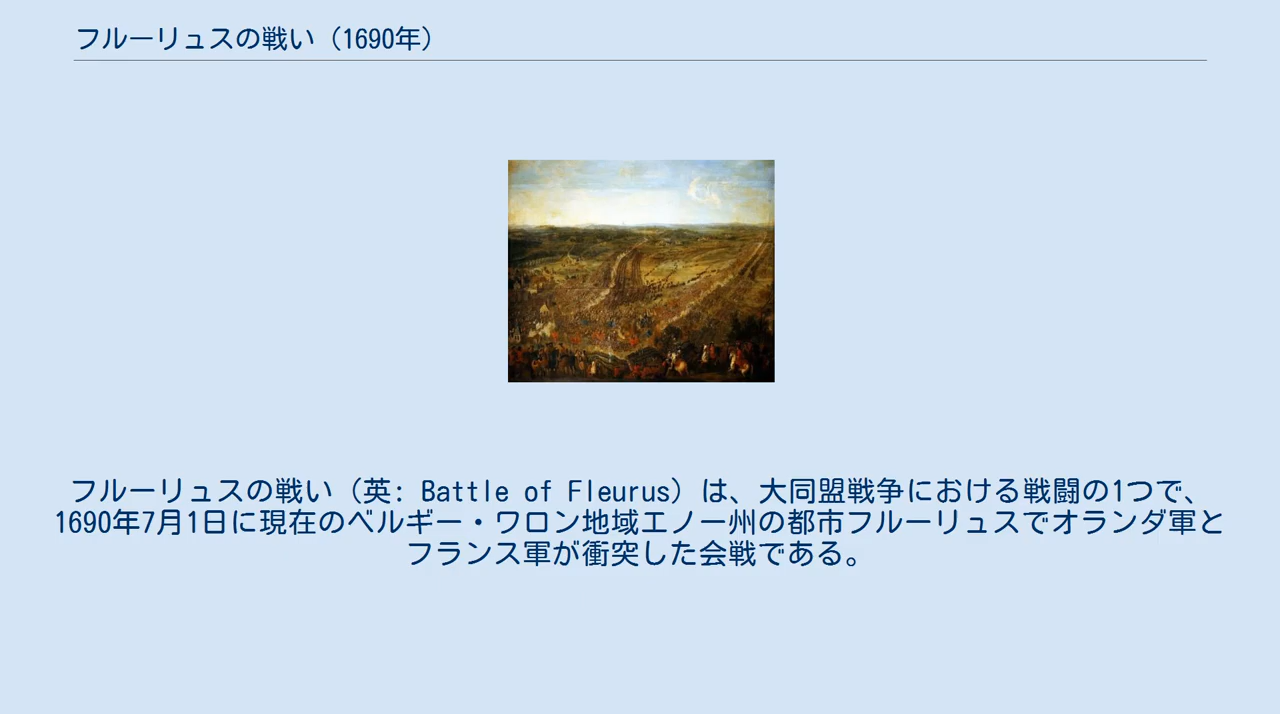 フルーリュスの戦い（1690年）
フルーリュスの戦い（英: Battle of Fleurus）は、大同盟戦争における戦闘の1つで、
1690年7月1日に現在のベルギー・ワロン地域エノー州の都市フルーリュスでオランダ軍と
フランス軍が衝突した会戦である。